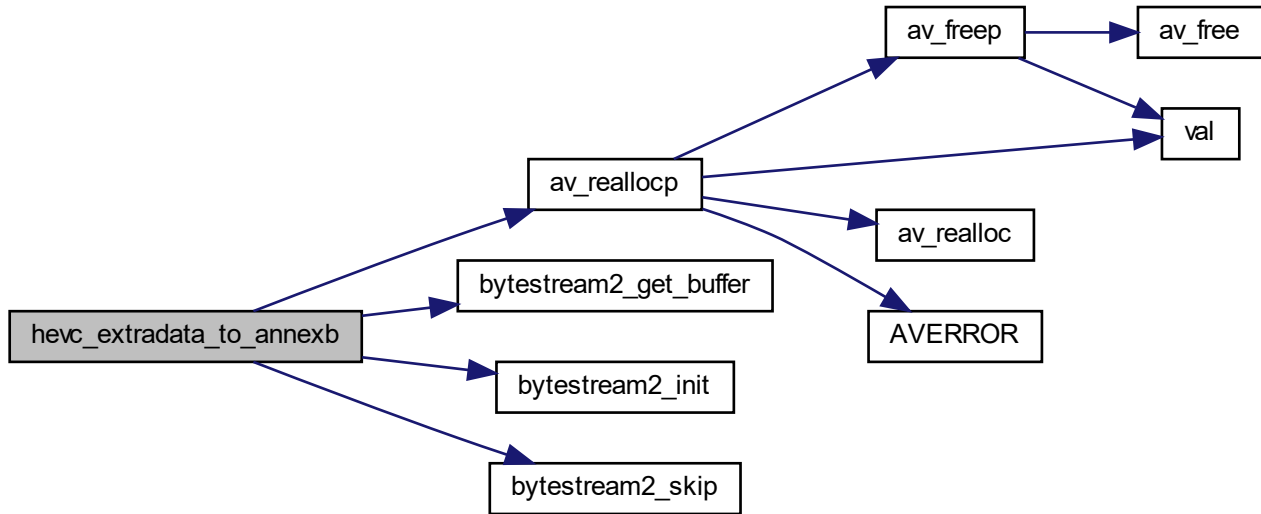 av_freep
av_free
val
av_reallocp
av_realloc
bytestream2_get_buffer
hevc_extradata_to_annexb
AVERROR
bytestream2_init
bytestream2_skip